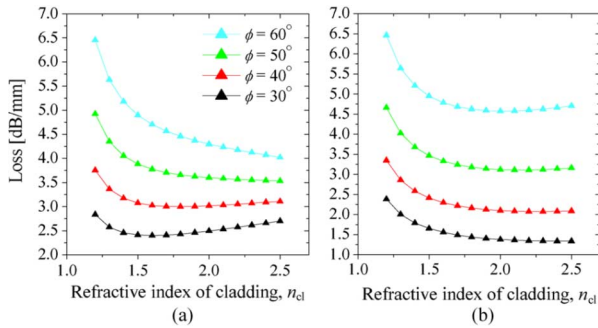 7.0
6.5
6.0
5.5
5.0
4.5
4.0
3.5
3.0
2.5
2.0
Loss [dB/mm]
ϕ = 60°
ϕ = 50°
ϕ = 40°
ϕ = 30°
1.0 1.5 2.0 2.5
Refractive index of cladding, ncl
(a)
7.0
6.5
6.0
5.5
5.0
4.5
4.0
3.5
3.0
2.5
2.0
1.5
1.0
1.0 1.5 2.0 2.5
Refractive index of cladding, ncl
(b)